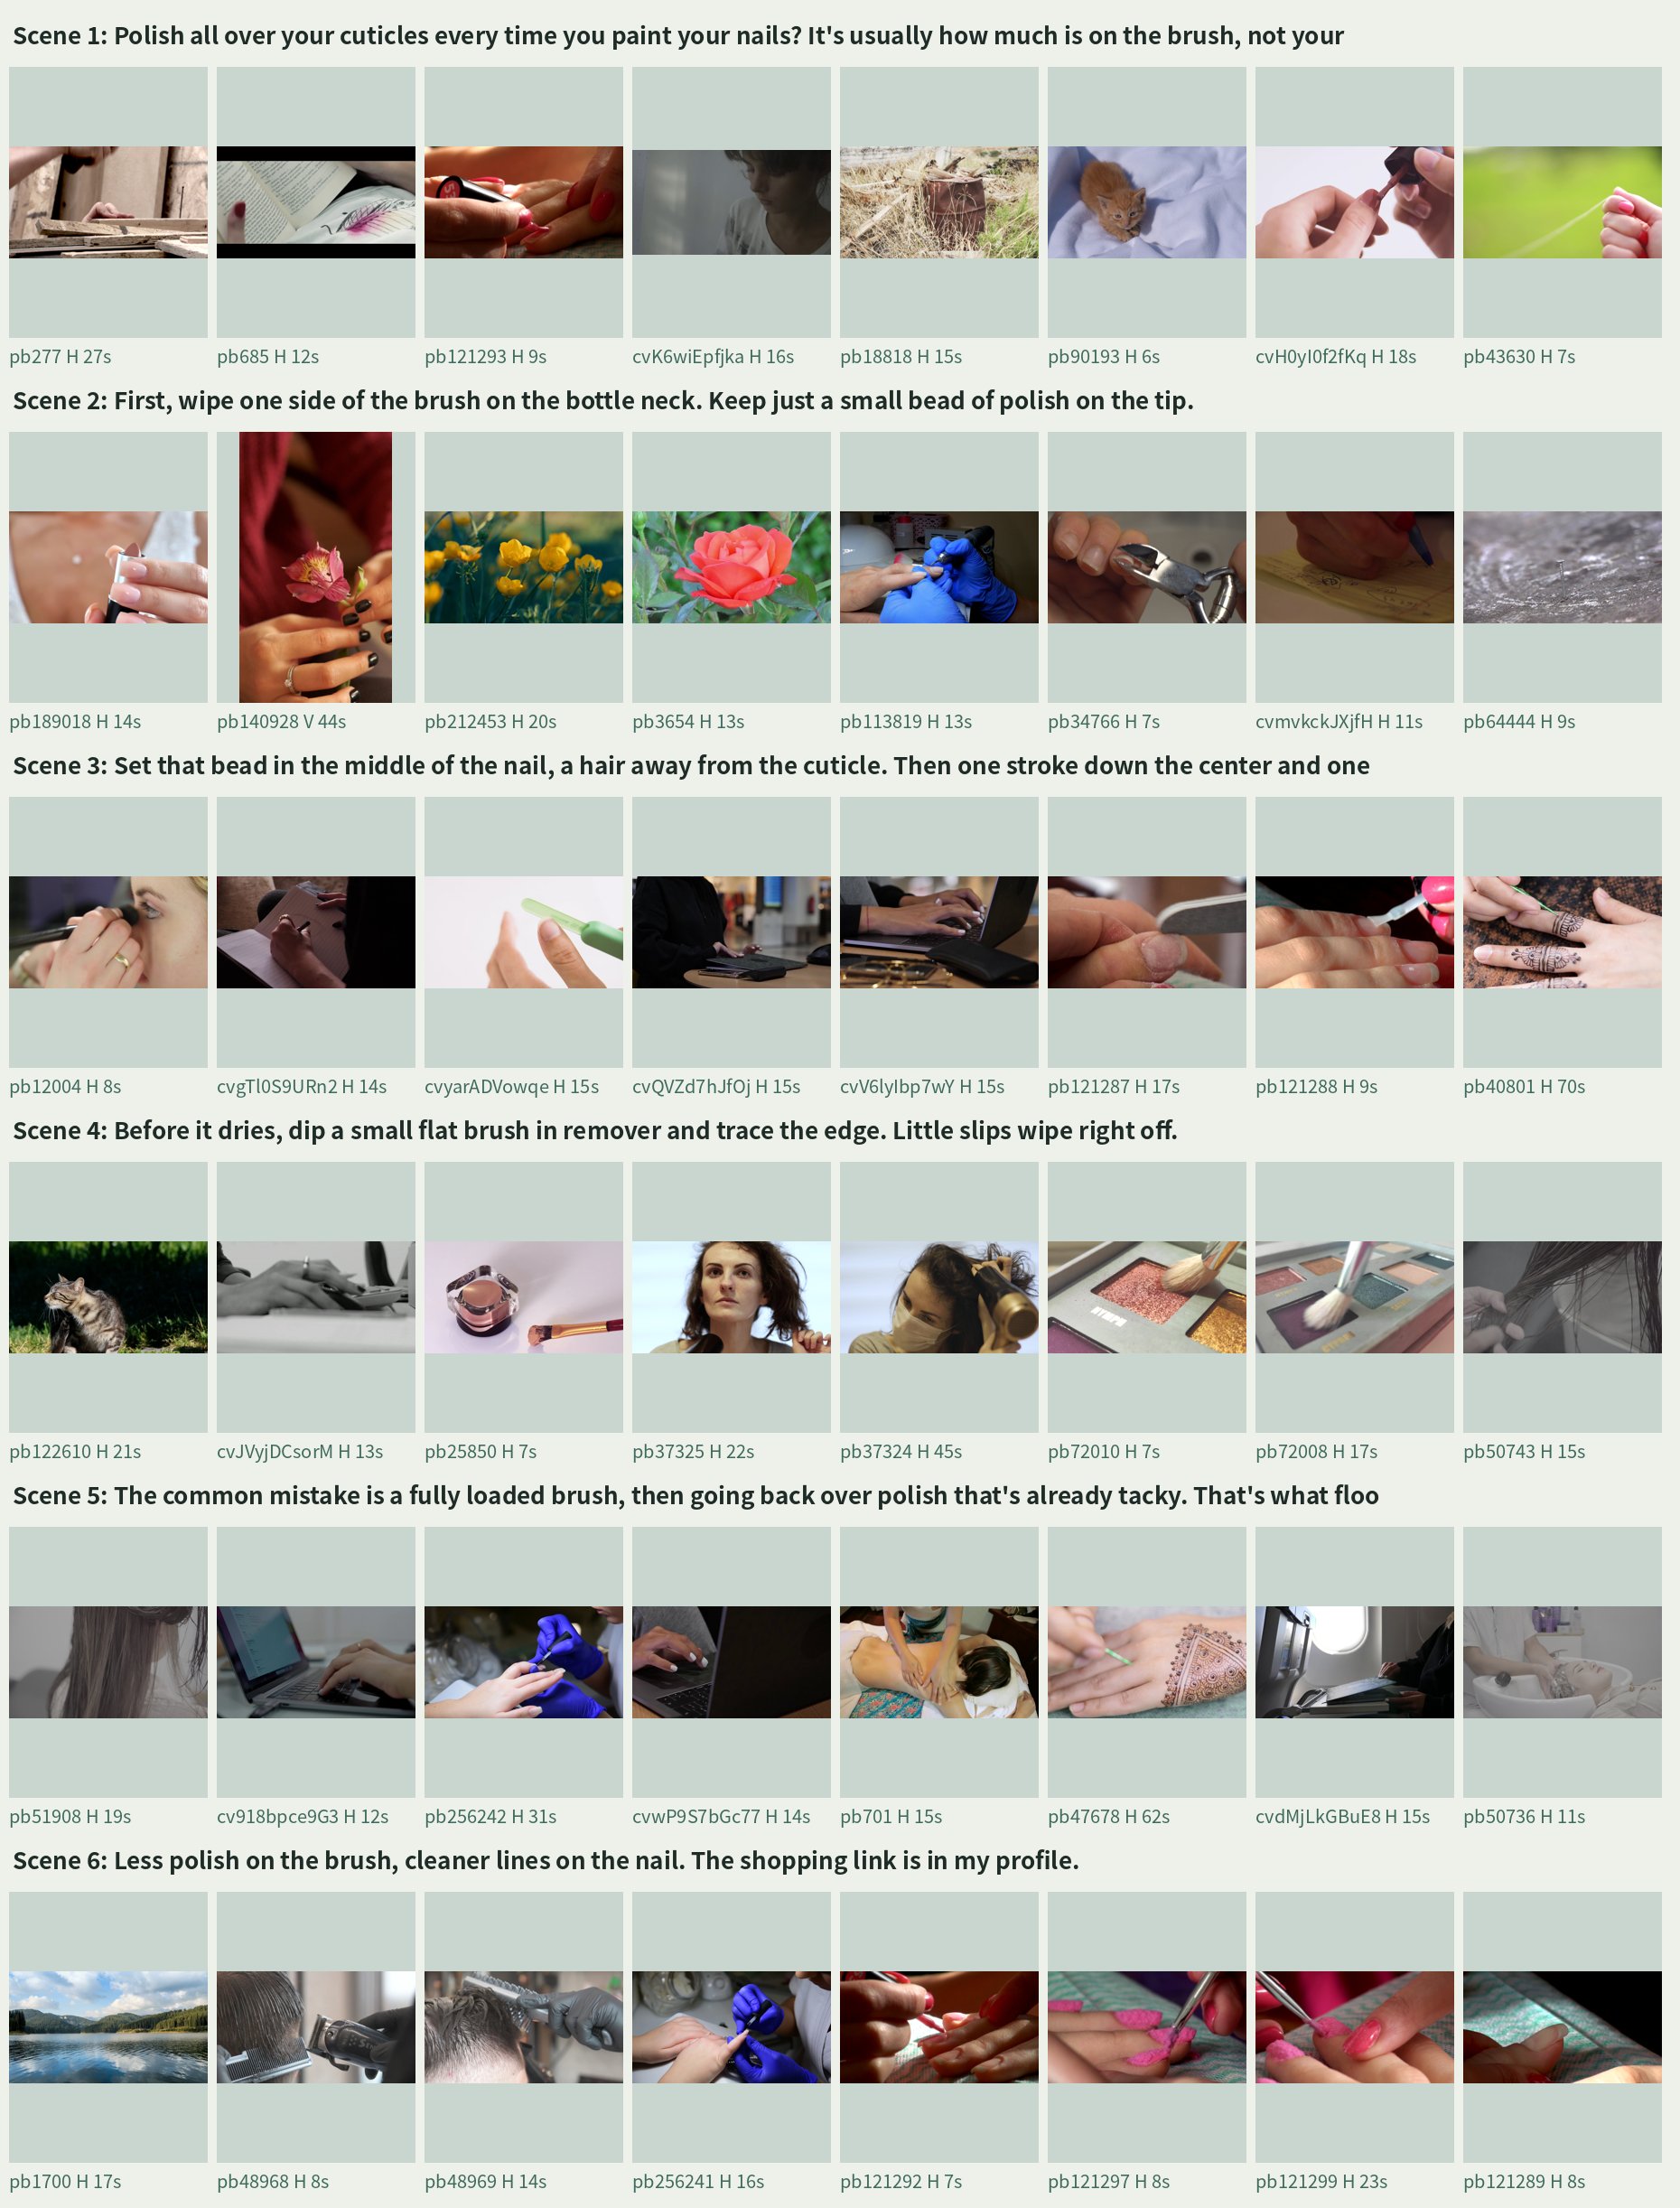 Scene 1: Polish all over your cuticles every time you paint your nails? It's usually how much is on the brush, not your
pb277 H 27s
pb685 H 12s
pb121293 H 9s
cvK6wiEpfjka H 16s
pb18818 H 15s
pb90193 H 6s
cvH0yI0f2fKq H 18s
pb43630 H 7s
Scene 2: First, wipe one side of the brush on the bottle neck. Keep just a small bead of polish on the tip.
pb189018 H 14s
pb140928 V 44s
pb212453 H 20s
pb3654 H 13s
pb113819 H 13s
pb34766 H 7s
cvmvkckJXjfH H 11s
pb64444 H 9s
Scene 3: Set that bead in the middle of the nail, a hair away from the cuticle. Then one stroke down the center and one
pb12004 H 8s
cvgTl0S9URn2 H 14s
cvyarADVowqe H 15s
cvQVZd7hJfOj H 15s
cvV6lyIbp7wY H 15s
pb121287 H 17s
pb121288 H 9s
pb40801 H 70s
Scene 4: Before it dries, dip a small flat brush in remover and trace the edge. Little slips wipe right off.
pb122610 H 21s
cvJVyjDCsorM H 13s
pb25850 H 7s
pb37325 H 22s
pb37324 H 45s
pb72010 H 7s
pb72008 H 17s
pb50743 H 15s
Scene 5: The common mistake is a fully loaded brush, then going back over polish that's already tacky. That's what floo
pb51908 H 19s
cv918bpce9G3 H 12s
pb256242 H 31s
cvwP9S7bGc77 H 14s
pb701 H 15s
pb47678 H 62s
cvdMjLkGBuE8 H 15s
pb50736 H 11s
Scene 6: Less polish on the brush, cleaner lines on the nail. The shopping link is in my profile.
pb1700 H 17s
pb48968 H 8s
pb48969 H 14s
pb256241 H 16s
pb121292 H 7s
pb121297 H 8s
pb121299 H 23s
pb121289 H 8s